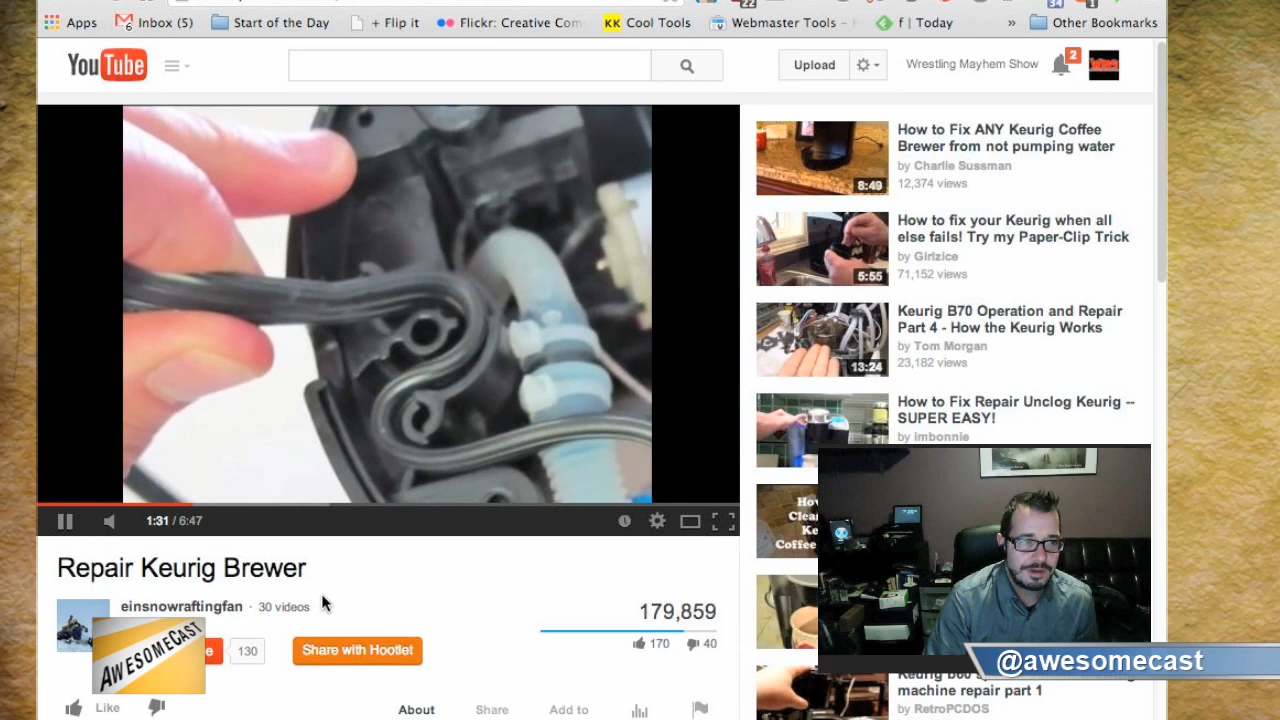 22
34
1
Apps
Inbox (5)
6
Start of the Day
+ Flip it
Flickr: Creative Com
KK Cool Tools
Webmaster Tools –
f | Today
»
Other Bookmarks
YouTube
Upload
Wrestling Mayhem Show
2
How to Fix ANY Keurig Coffee
Brewer from not pumping water
by Charlie Sussman
12,374 views
8:49
How to fix your Keurig when all
else fails! Try my Paper-Clip Trick
by Girlzice
71,152 views
5:55
Keurig B70 Operation and Repair
Part 4 - How the Keurig Works
by Tom Morgan
23,182 views
13:24
How to Fix Repair Unclog Keurig --
SUPER EASY!
by imbonnie
Coffee
1:31 / 6:47
Repair Keurig Brewer
einsnowraftingfan · 30 videos
179,859
170 40
AWESOMECAST
130
Share with Hootlet
@awesomecast
machine repair part 1
by RetroPCDOS
Like
About
Share
Add to